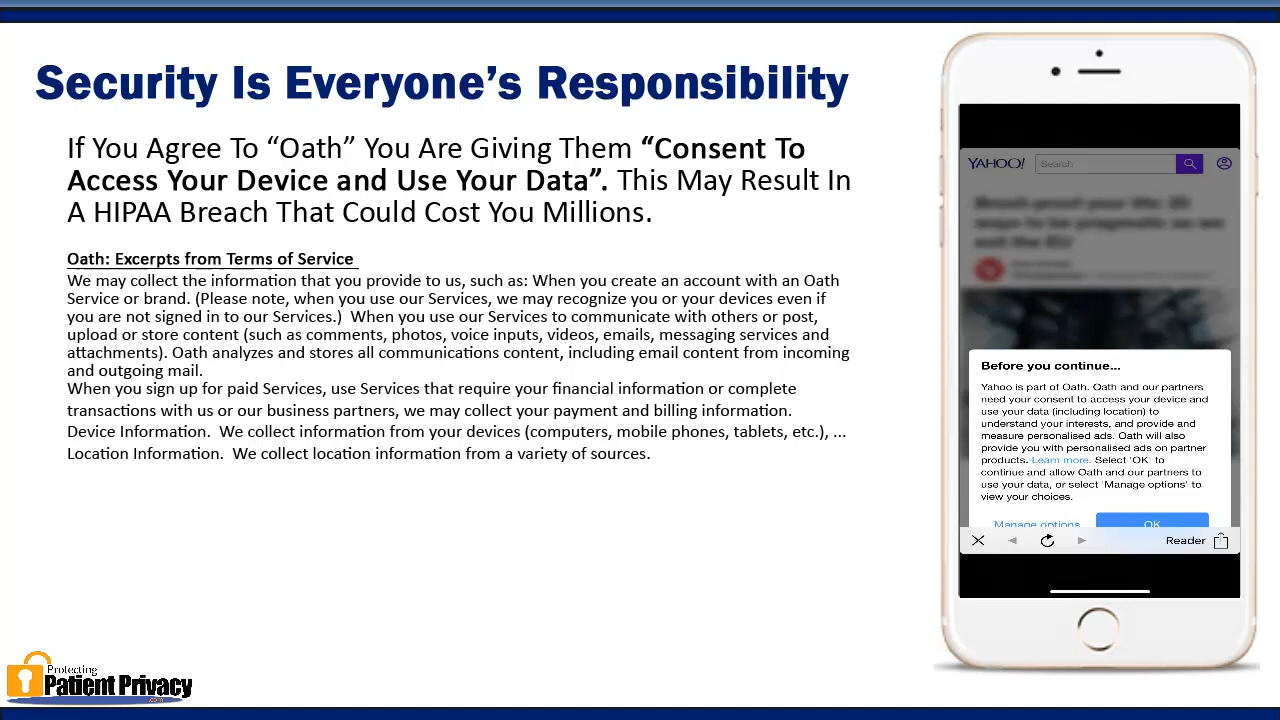 Security Is Everyone’s Responsibility
If You Agree To “Oath” You Are Giving Them “Consent To
Access Your Device and Use Your Data”. This May Result In
A HIPAA Breach That Could Cost You Millions.
Oath: Excerpts from Terms of Service
We may collect the information that you provide to us, such as: When you create an account with an Oath
Service or brand. (Please note, when you use our Services, we may recognize you or your devices even if
you are not signed in to our Services.)  When you use our Services to communicate with others or post,
upload or store content (such as comments, photos, voice inputs, videos, emails, messaging services and
attachments). Oath analyzes and stores all communications content, including email content from incoming
and outgoing mail.
When you sign up for paid Services, use Services that require your financial information or complete
transactions with us or our business partners, we may collect your payment and billing information.
Device Information.  We collect information from your devices (computers, mobile phones, tablets, etc.), ...
Location Information.  We collect location information from a variety of sources.
YAHOO! Search
Before you continue...
Yahoo is part of Oath. Oath and our partners
need your consent to access your device and
use your data (including location) to
understand your interests, and provide and
measure personalised ads. Oath will also
provide you with personalised ads on partner
products. Learn more. Select 'OK' to
continue and allow Oath and our partners to
use your data, or select 'Manage options' to
view your choices.
Manage options OK
Reader
Protecting
Patient Privacy
.com